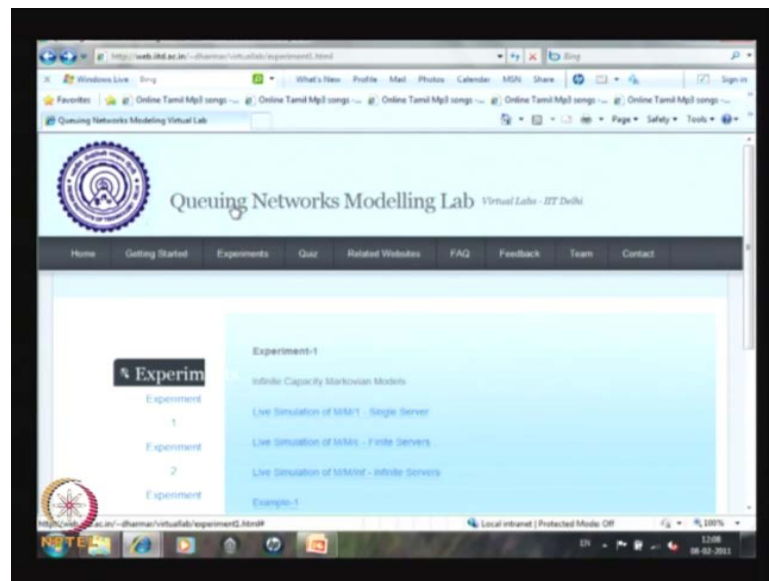 http://web.iitd.ac.in/~dharmar/virtuallab/experiment1.html
Bing
Windows Live Bing What's New Profile Mail Photos Calendar MSN Share Sign in
Favorites Online Tamil Mp3 songs -... Online Tamil Mp3 songs -... Online Tamil Mp3 songs -... Online Tamil Mp3 songs -... Online Tamil Mp3 songs -...
Queuing Networks Modeling Virtual Lab Page Safety Tools
Queuing Networks Modelling Lab Virtual Labs - IIT Delhi
Home Getting Started Experiments Quiz Related Websites FAQ Feedback Team Contact
Experiment-1
Experim
Infinite Capacity Markovian Models
Experiment
1
Live Simulation of M/M/1 - Single Server
Experiment
Live Simulation of M/M/c - Finite Servers
2
Live Simulation of M/M/inf - Infinite Servers
Experiment
Example-1
Local intranet | Protected Mode: Off 100%
NPTEL
EN 12:08
08-02-2011